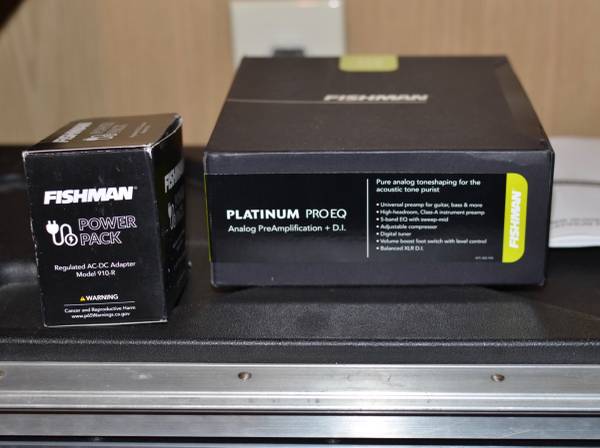 FISHMAN
FISHMAN
POWER
PACK
Regulated AC-DC Adapter
Model 910-R
WARNING
Cancer and Reproductive Harm
www.p65Warnings.ca.gov
FISHMAN
PLATINUM PRO EQ
Analog PreAmplification + D.I.
Pure analog toneshaping for the
acoustic tone purist
• Universal preamp for guitar, bass & more
• High-headroom, Class-A instrument preamp
• 5-band EQ with sweep-mid
• Adjustable compressor
• Digital tuner
• Volume boost foot switch with level control
• Balanced XLR D.I.
FISHMAN